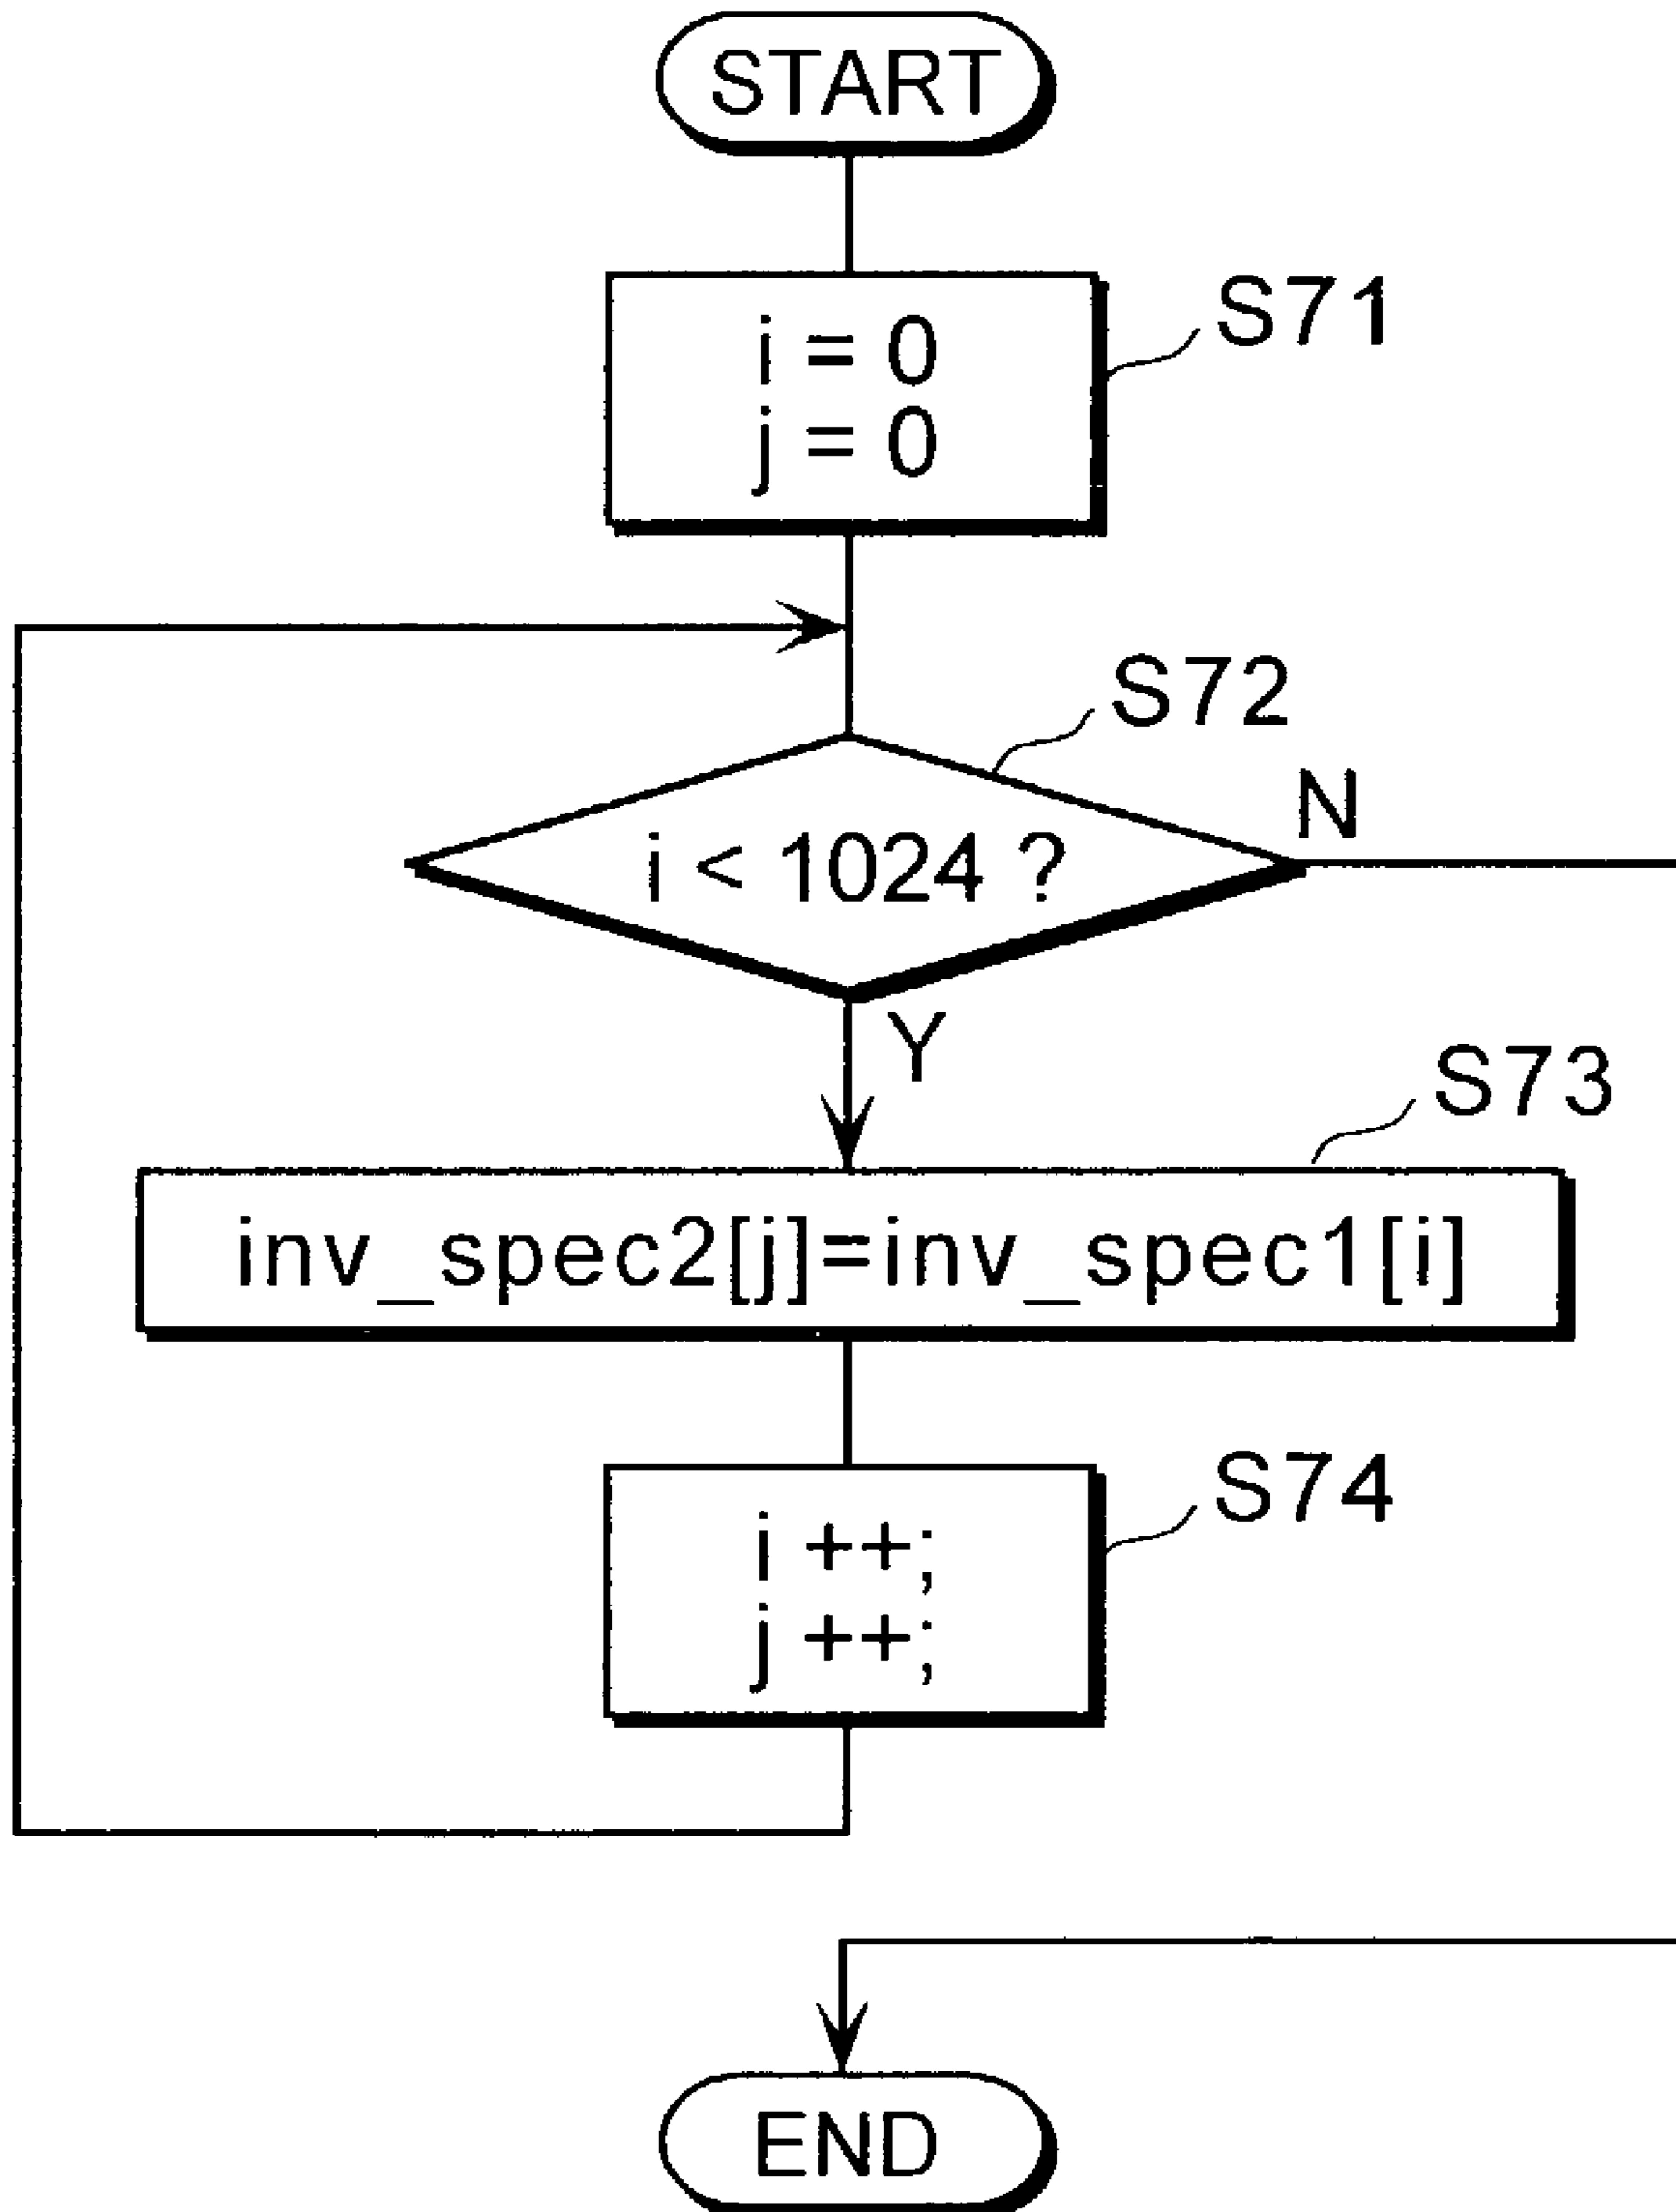 START
i = 0
j = 0
S71
S72
i < 1024 ?
N
Y
S73
inv_spec2[j]=inv_spec1[i]
i ++;
j ++;
S74
END